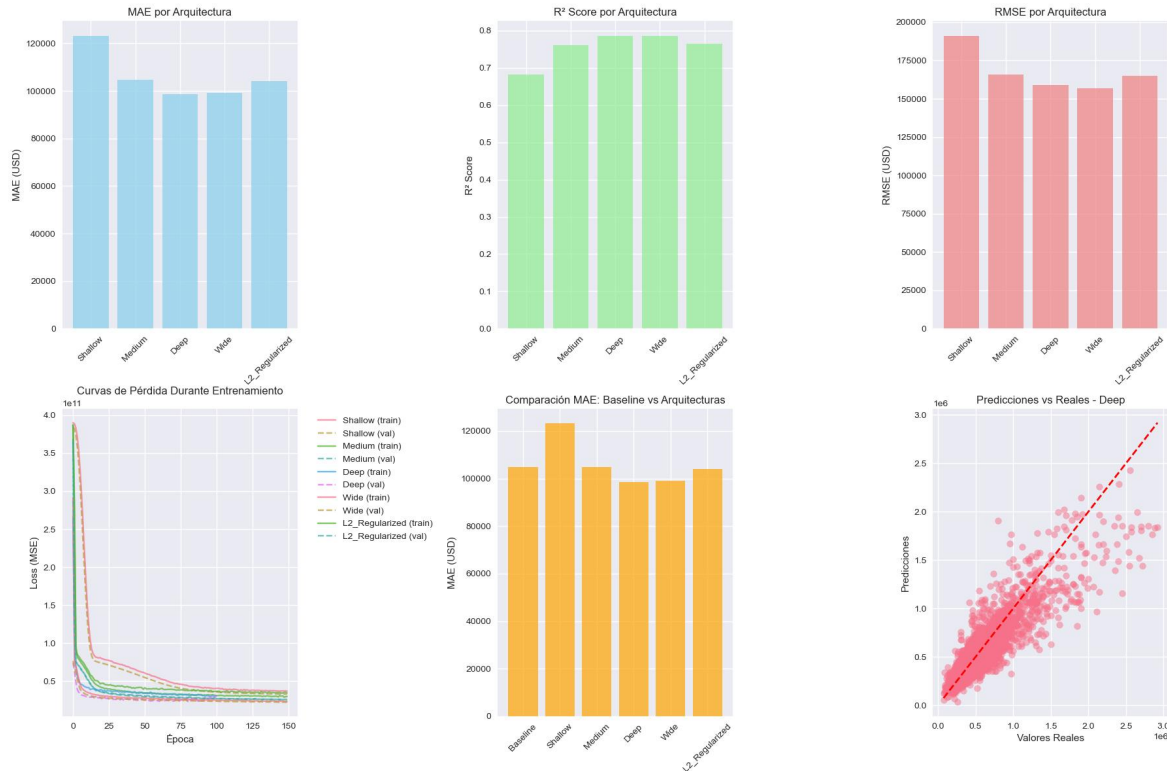 MAE por Arquitectura
MAE (USD)
120000
100000
80000
60000
40000
20000
0
Shallow
Medium
Deep
Wide
L2_Regularized
R² Score por Arquitectura
R² Score
0.8
0.7
0.6
0.5
0.4
0.3
0.2
0.1
0.0
Shallow
Medium
Deep
Wide
L2_Regularized
RMSE por Arquitectura
RMSE (USD)
200000
175000
150000
125000
100000
75000
50000
25000
0
Shallow
Medium
Deep
Wide
L2_Regularized
Curvas de Pérdida Durante Entrenamiento
1e11
Loss (MSE)
4.0
3.5
3.0
2.5
2.0
1.5
1.0
0.5
0
25
50
75
100
125
150
Época
Shallow (train)
Shallow (val)
Medium (train)
Medium (val)
Deep (train)
Deep (val)
Wide (train)
Wide (val)
L2_Regularized (train)
L2_Regularized (val)
Comparación MAE: Baseline vs Arquitecturas
MAE (USD)
120000
100000
80000
60000
40000
20000
0
Baseline
Shallow
Medium
Deep
Wide
L2_Regularized
Predicciones vs Reales - Deep
1e6
Predicciones
3.0
2.5
2.0
1.5
1.0
0.5
0.0
0.0
0.5
1.0
1.5
2.0
2.5
3.0
1e6
Valores Reales